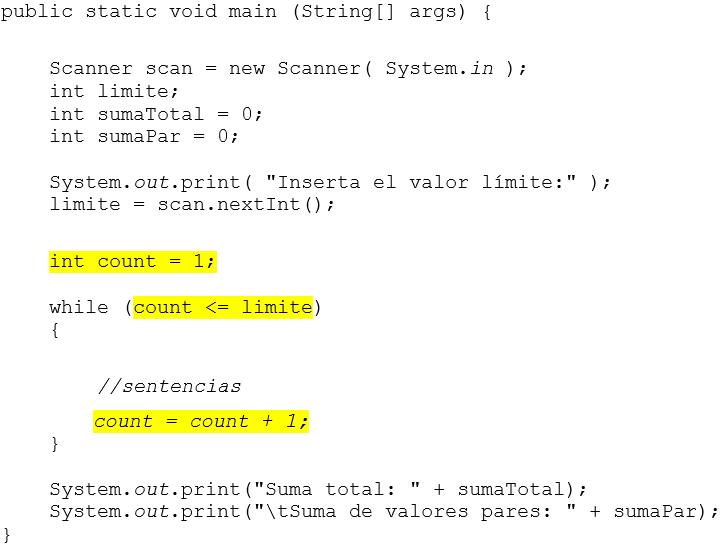 public static void main (String[] args) {
Scanner scan = new Scanner( System.in );
int limite;
int sumaTotal = 0;
int sumaPar = 0;
System.out.print( "Inserta el valor límite:" );
limite = scan.nextInt();
int count = 1;
while (count <= limite)
{
//sentencias
count = count + 1;
}
System.out.print("Suma total: " + sumaTotal);
System.out.print("\tSuma de valores pares: " + sumaPar);
}